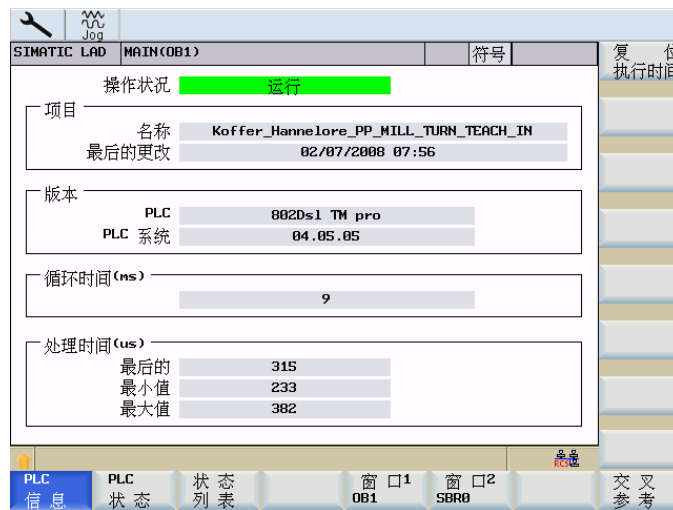 Jog
SIMATIC LAD MAIN(OB1) 符号
复 位
执行时间
操作状况 运行
项目
名称 Koffer_Hannelore_PP_MILL_TURN_TEACH_IN
最后的更改 02/07/2008 07:56
版本
PLC 802Dsl TM pro
PLC 系统 04.05.05
循环时间(ms)
9
处理时间(us)
最后的 315
最小值 233
最大值 382
RCS
PLC 信息
PLC 状态
状态 列表
窗口1 OB1
窗口2 SBR0
交叉 参考